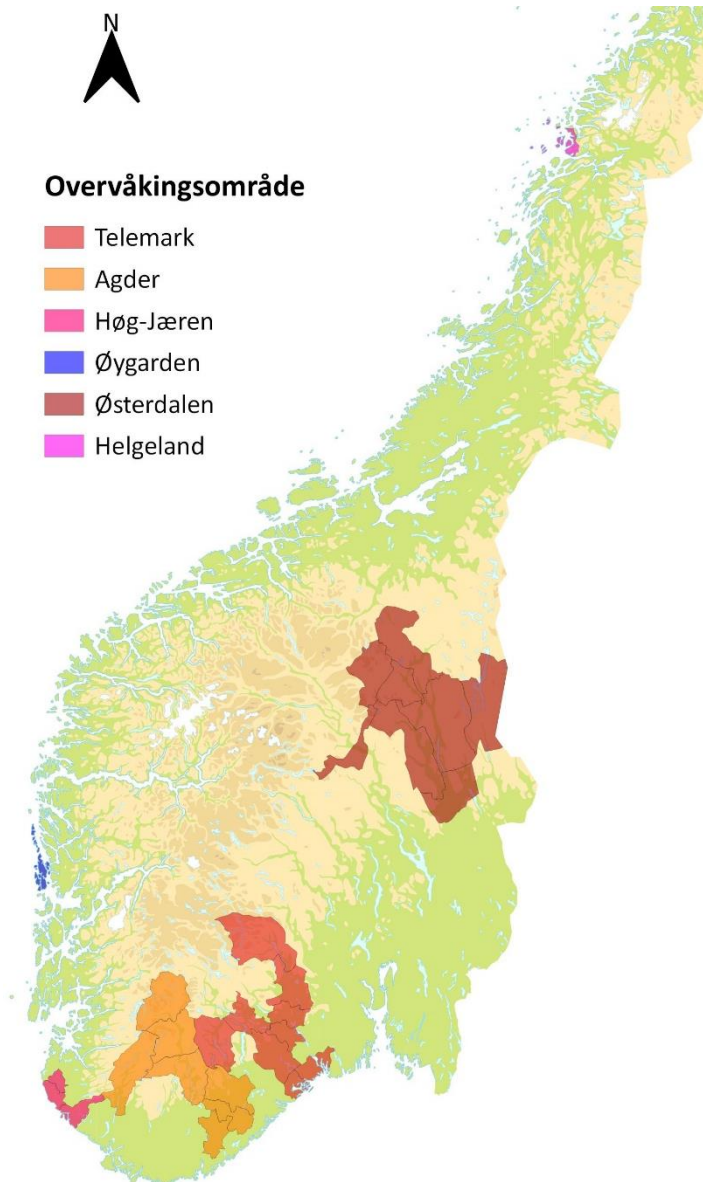 N
Overvåkingsområde
Telemark
Agder
Høg-Jæren
Øygarden
Østerdalen
Helgeland